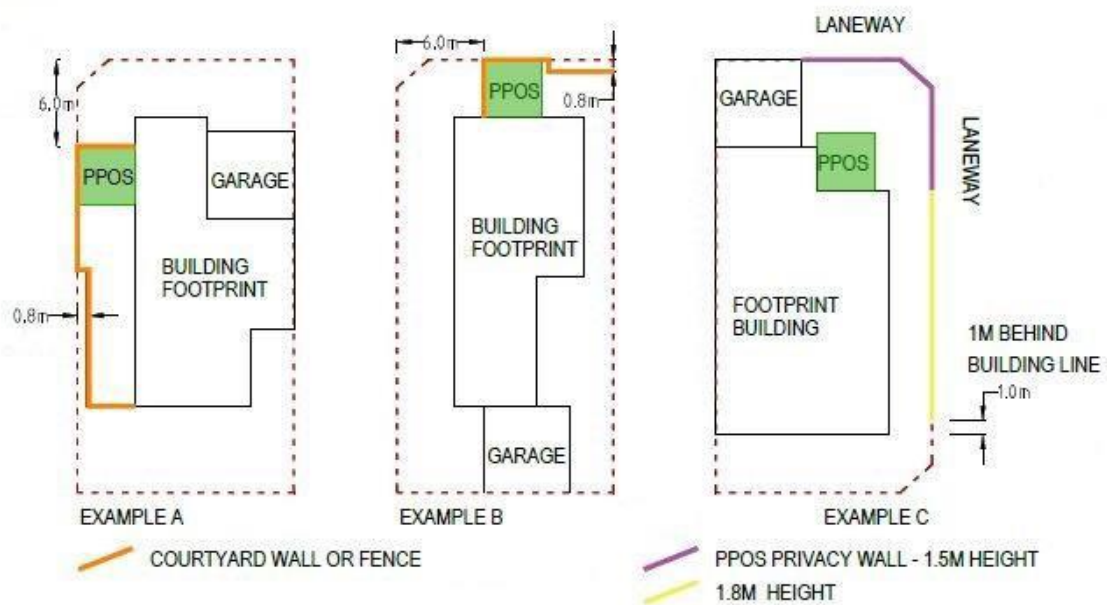 6.0m
PPOS
GARAGE
BUILDING
FOOTPRINT
0.8m
EXAMPLE A
6.0m
PPOS
0.8m
BUILDING
FOOTPRINT
GARAGE
EXAMPLE B
LANEWAY
GARAGE
LANEWAY
PPOS
FOOTPRINT
BUILDING
1M BEHIND
BUILDING LINE
1.0m
EXAMPLE C
COURTYARD WALL OR FENCE
PPOS PRIVACY WALL - 1.5M HEIGHT
1.8M HEIGHT